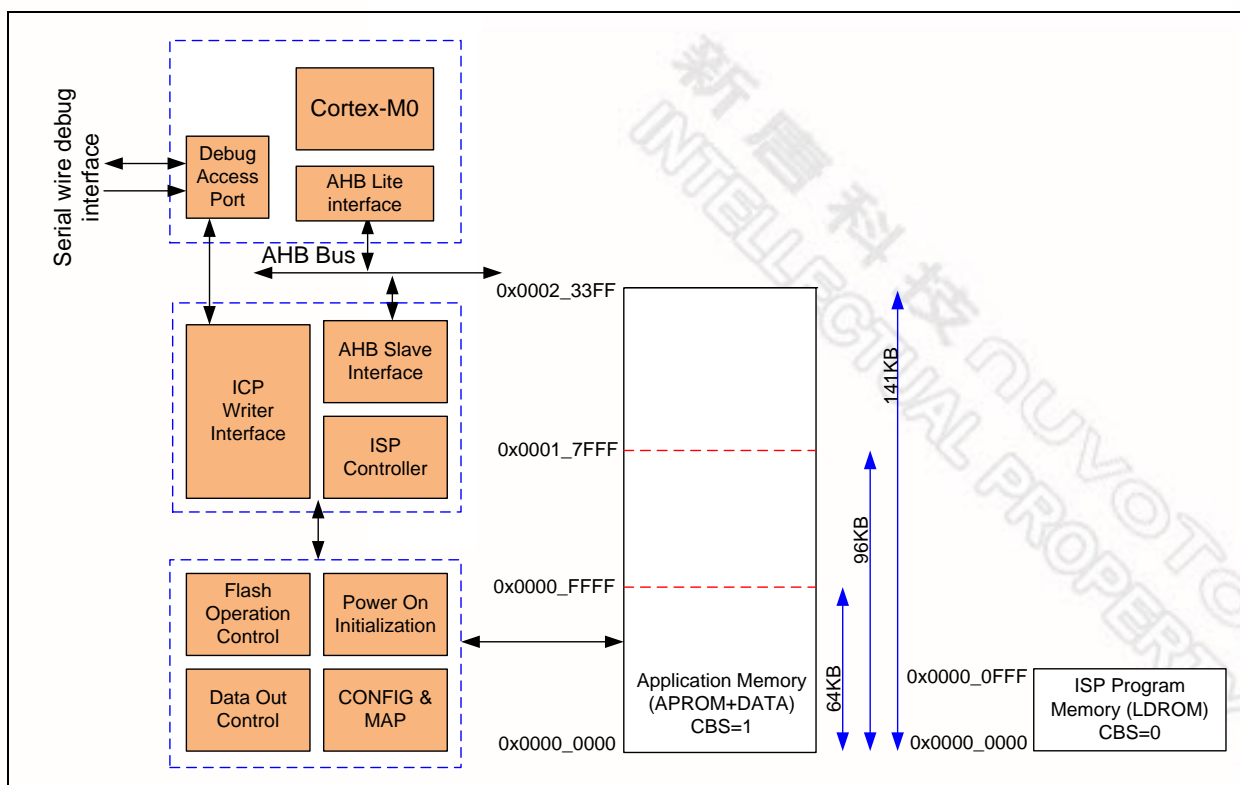 Cortex-M0
Serial wire debug
interface
Debug
Access
Port
AHB Lite
interface
AHB Bus
ICP
Writer
Interface
AHB Slave
Interface
ISP
Controller
Flash
Operation
Control
Power On
Initialization
Data Out
Control
CONFIG &
MAP
0x0002_33FF
0x0001_7FFF
0x0000_FFFF
0x0000_0000
Application Memory
(APROM+DATA)
CBS=1
64KB
96KB
141KB
0x0000_0FFF
0x0000_0000
ISP Program
Memory (LDROM)
CBS=0
新唐科技 nuvoTo
INTELLECTUAL PROPERTY